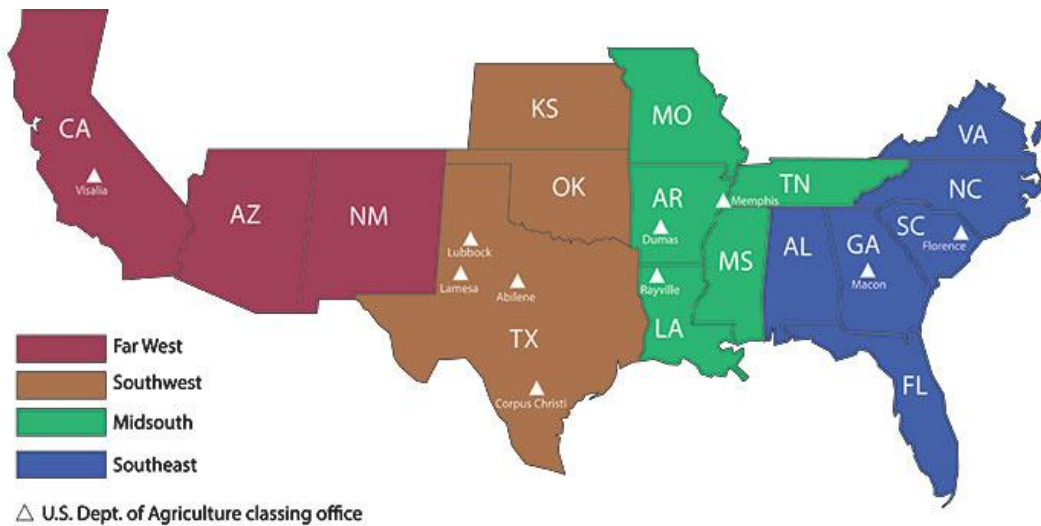 KS
MO
CA
VA
Visalia
OK
TN
AR
Memphis
NC
AZ
NM
SC
Lubbock
Dumas
AL
GA
Florence
MS
Lamesa
Abilene
Rayville
Macon
TX
LA
FL
Corpus Christi
Far West
Southwest
Midsouth
Southeast
U.S. Dept. of Agriculture classing office